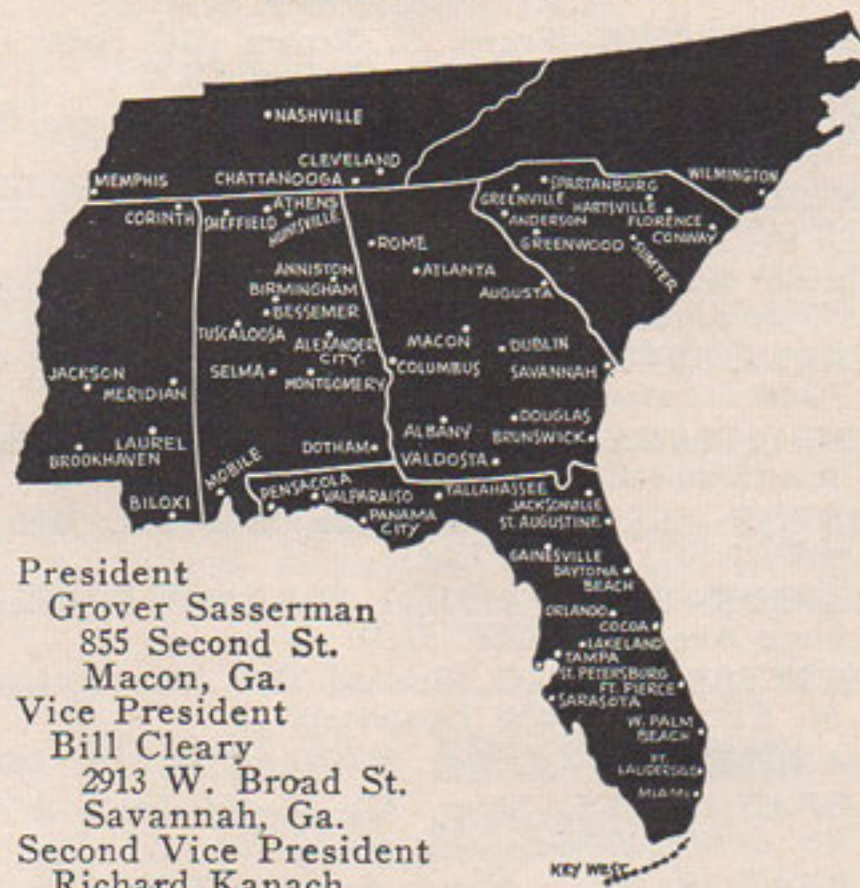 NASHVILLE
CLEVELAND
MEMPHIS
CHATTANOOGA
SPARTANBURG
WILMINGTON
GREENVILLE
HARTSVILLE
CORINTH
SHEFFIELD
ATHENS
HUNTSVILLE
ANDERSON
FLORENCE
CONWAY
ROME
GREENWOOD
SUMTER
ANNISTON
ATLANTA
BIRMINGHAM
AUGUSTA
BESSEMER
TUSCALOOSA
ALEXANDER
CITY
MACON
DUBLIN
JACKSON
MERIDIAN
SELMA
MONTGOMERY
COLUMBUS
SAVANNAH
LAUREL
BROOKHAVEN
DOTHAM
ALBANY
DOUGLAS
BRUNSWICK
VALDOSTA
MOBILE
BILOXI
PENSACOLA
VALPARAISO
TALLAHASSEE
PANAMA
CITY
JACKSONVILLE
ST. AUGUSTINE
GAINESVILLE
DAYTONA
BEACH
ORLANDO
COCOA
LAKELAND
TAMPA
ST. PETERSBURG
FT. PIERCE
SARASOTA
W. PALM
BEACH
FT.
LAUDERDALE
MIAMI
KEY WEST
President
Grover Sasserman
855 Second St.
Macon, Ga.
Vice President
Bill Cleary
2913 W. Broad St.
Savannah, Ga.
Second Vice President
Richard Kanach